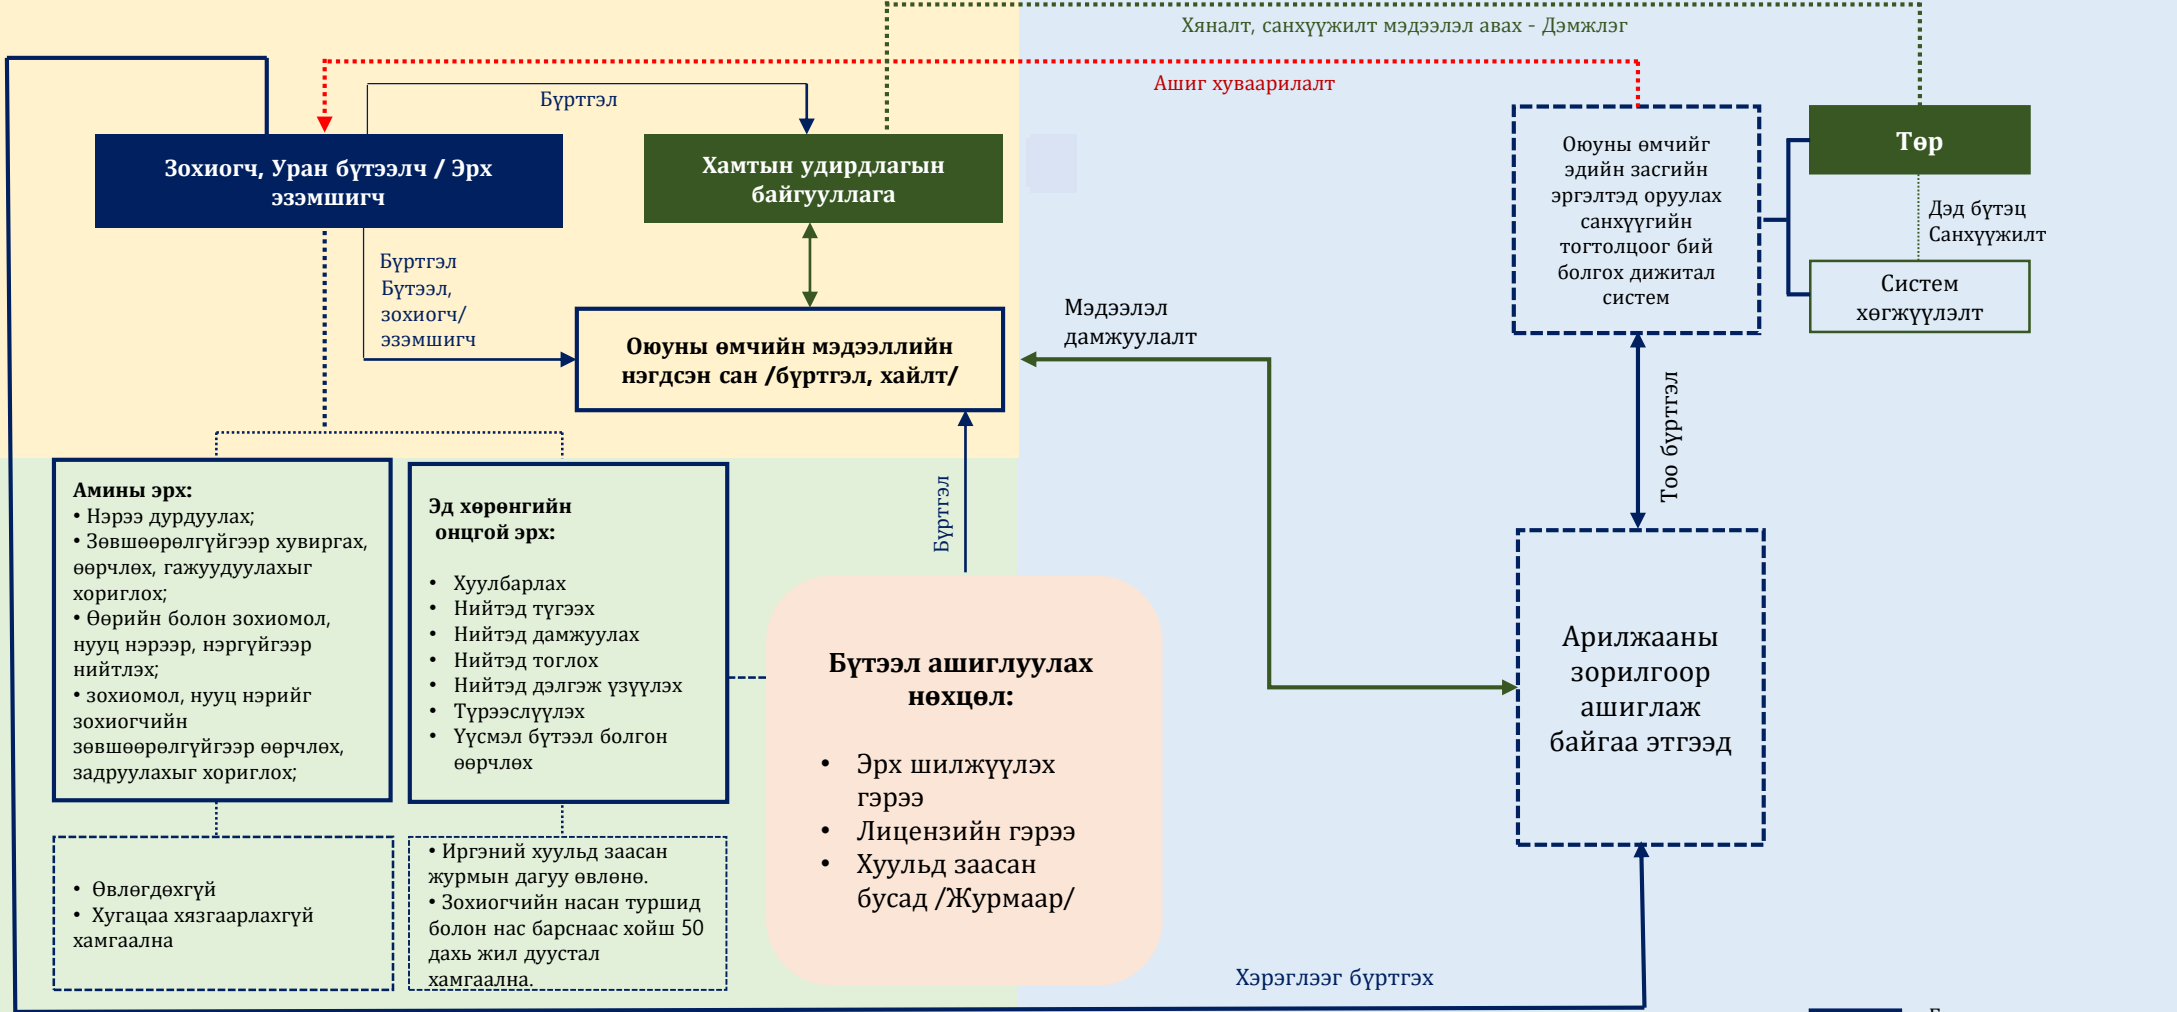 Хяналт, санхүүжилт мэдээлэл авах - Дэмжлэг
Ашиг хуваарилалт
Бүртгэл
Зохиогч, Уран бүтээлч / Эрх
эзэмшигч
Хамтын удирдлагын
байгууллага
Оюуны өмчийг
эдийн засгийн
эргэлтэд оруулах
санхүүгийн
тогтолцоог бий
болгох дижитал
систем
Төр
Дэд бүтэц
Санхүүжилт
Систем
хөгжүүлэлт
Бүртгэл
Бүтээл,
зохиогч/
эзэмшигч
Оюуны өмчийн мэдээллийн
нэгдсэн сан /бүртгэл, хайлт/
Мэдээлэл
дамжуулалт
Тоо бүрттгэл
Амины эрх:
• Нэрээ дурдуулах;
• Зөвшөөрөлгүйгээр хувиргах,
өөрчлөх, гажуудуулахыг
хориглох;
• Өөрийн болон зохиомол,
нууц нэрээр, нэргүйгээр
нийтлэх;
• зохиомол, нууц нэрийг
зохиогчийн
зөвшөөрөлгүйгээр өөрчлөх,
задруулахыг хориглох;
Эд хөрөнгийн
онцгой эрх:
• Хуулбарлах
• Нийтэд түгээх
• Нийтэд дамжуулах
• Нийтэд тоглох
• Нийтэд дэлгэж үзүүлэх
• Түрээслүүлэх
• Үүсмэл бүтээл болгон
өөрчлөх
Бүртгэл
Бүтээл ашиглуулах
нөхцөл:
• Эрх шилжүүлэх
гэрээ
• Лицензийн гэрээ
• Хуульд заасан
бусад /Журмаар/
Арилжааны
зорилгоор
ашиглаж
байгаа этгээд
• Өвлөгдөхгүй
• Хугацаа хязгаарлахгүй
хамгаална
• Иргэний хуульд заасан
журмын дагуу өвлөнө.
• Зохиогчийн насан туршид
болон нас барснаас хойш 50
дахь жил дуустал
хамгаална.
Хэрэглээг бүртгэх